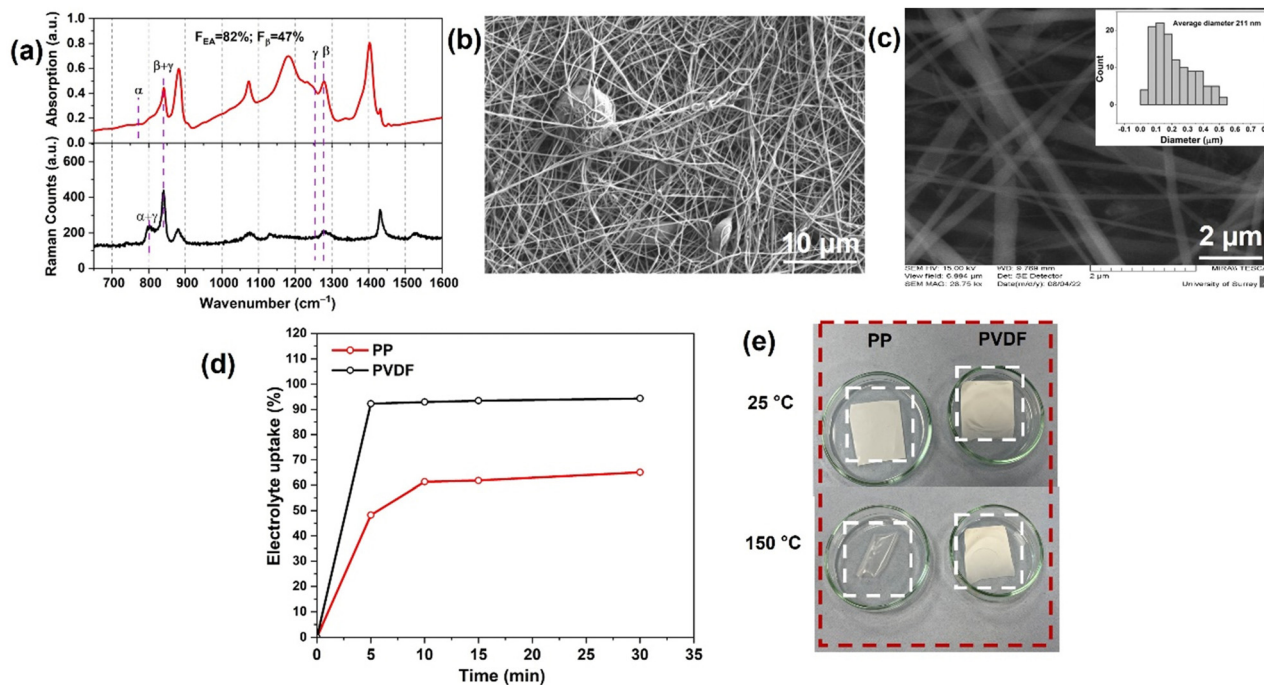 (a)
F_EA=82%; F_β=47%
α
β+γ
γ
β
Absorption (a.u.)
1.0
0.8
0.6
0.4
0.2
0.0
α+γ
Raman Counts (a.u.)
600
400
200
0
700 800 900 1000 1100 1200 1300 1400 1500 1600
Wavenumber (cm⁻¹)
(b)
10 µm
(c)
Average diameter 211 nm
Count
20
10
0
-0.1 0.0 0.1 0.2 0.3 0.4 0.5 0.6 0.7
Diameter (µm)
2 µm
SEM HV: 15.00 kV
WD: 9.769 mm
View field: 6.994 µm
Det: SE Detector
2 µm
SEM MAG: 28.75 kx
Date(m/d/y): 08/04/22
University of Surrey
(d)
PP
PVDF
Electrolyte uptake (%)
120
110
100
90
80
70
60
50
40
30
20
10
0
0 5 10 15 20 25 30 35
Time (min)
(e)
PP PVDF
25 °C
150 °C